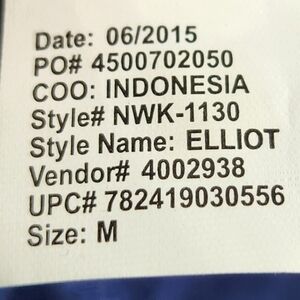 Date: 06/2015
PO# 4500702050
COO: INDONESIA
Style# NWK-1130
Style Name: ELLIOT
Vendor# 4002938
UPC# 782419030556
Size: M